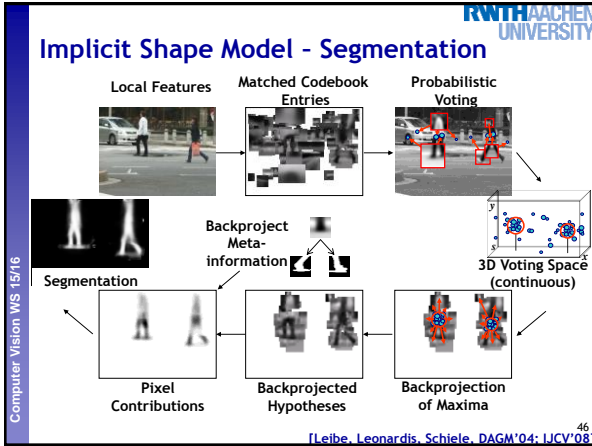 RWTH AACHEN
UNIVERSITY
Implicit Shape Model - Segmentation
Local Features
Matched Codebook
Entries
Probabilistic
Voting
y
s
x
3D Voting Space
(continuous)
Backproject
Meta-
information
Segmentation
Pixel
Contributions
Backprojected
Hypotheses
Backprojection
of Maxima
Computer Vision WS 15/16
46
[Leibe, Leonardis, Schiele, DAGM'04; IJCV'08]